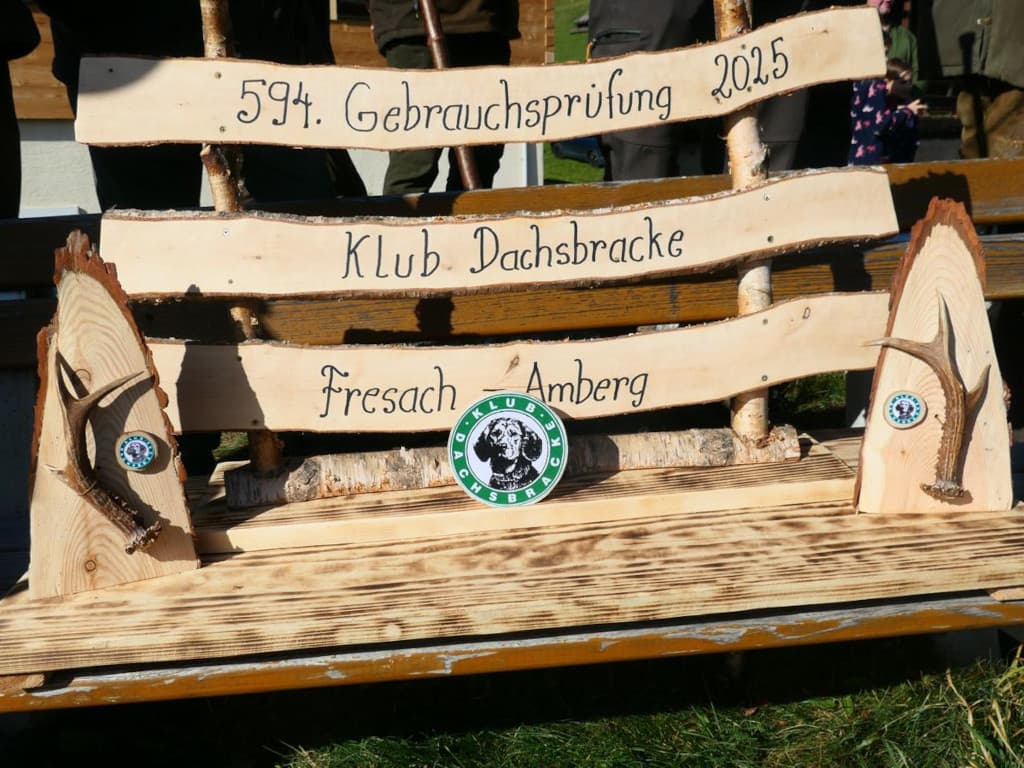 594. Gebrauchsprüfung 2025
Klub Dachsbracke
Fresach - Amberg
· KLUB ·
DACHSBRACKE